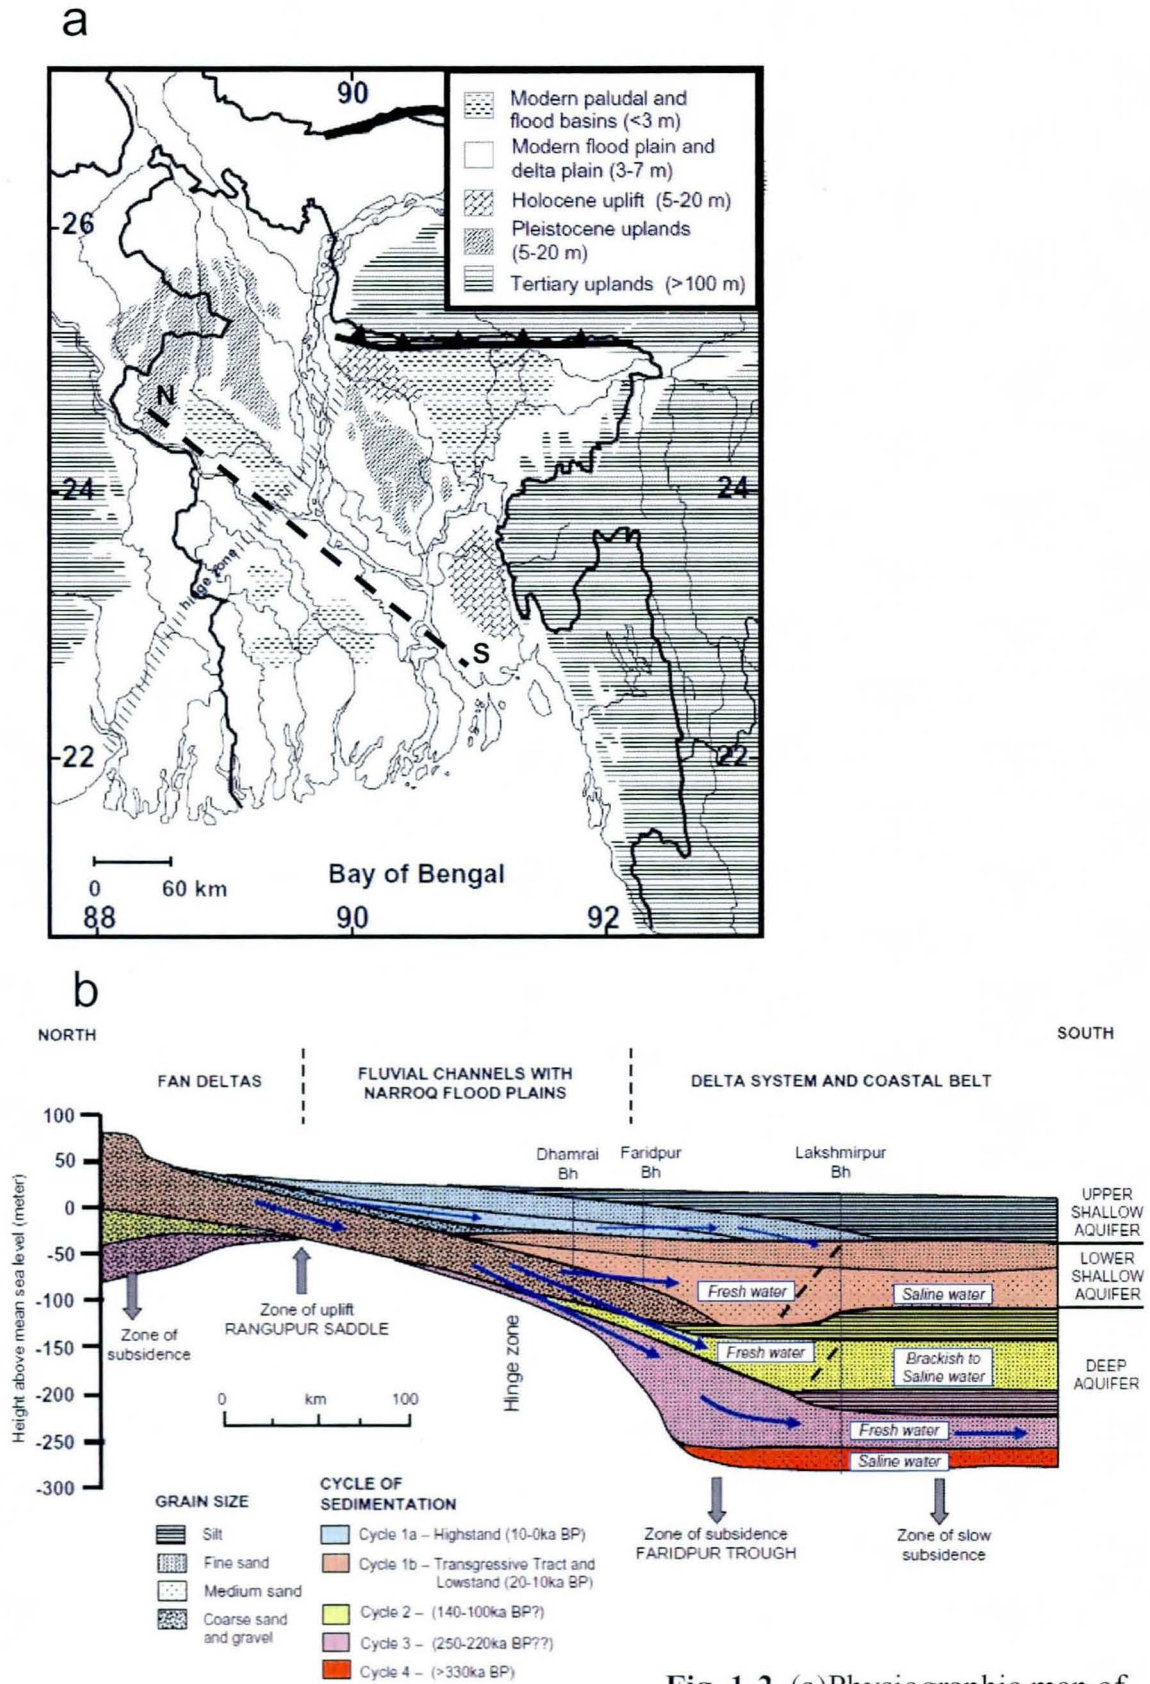 a
90
Modern paludal and
flood basins (<3 m)
Modern flood plain and
delta plain (3-7 m)
Holocene uplift (5-20 m)
Pleistocene uplands
(5-20 m)
Tertiary uplands (>100 m)
26
N
24
24
hinge zone
S
22
22
0 60 km
Bay of Bengal
88 90 92
b
NORTH
SOUTH
FAN DELTAS
FLUVIAL CHANNELS WITH
NARROQ FLOOD PLAINS
DELTA SYSTEM AND COASTAL BELT
Height above mean sea level (meter)
100
50
0
-50
-100
-150
-200
-250
-300
Dhamrai
Bh
Faridpur
Bh
Lakshmirpur
Bh
UPPER
SHALLOW
AQUIFER
LOWER
SHALLOW
AQUIFER
DEEP
AQUIFER
Fresh water
Saline water
Fresh water
Brackish to
Saline water
Fresh water
Saline water
Zone of
subsidence
Zone of uplift
RANGUPUR SADDLE
Hinge zone
0 km 100
Zone of subsidence
FARIDPUR TROUGH
Zone of slow
subsidence
GRAIN SIZE
Silt
Fine sand
Medium sand
Coarse sand
and gravel
CYCLE OF
SEDIMENTATION
Cycle 1a – Highstand (10-0ka BP)
Cycle 1b – Transgressive Tract and
Lowstand (20-10ka BP)
Cycle 2 – (140-100ka BP?)
Cycle 3 – (250-220ka BP??)
Cycle 4 – (>330ka BP)
(a)Physiographic map of